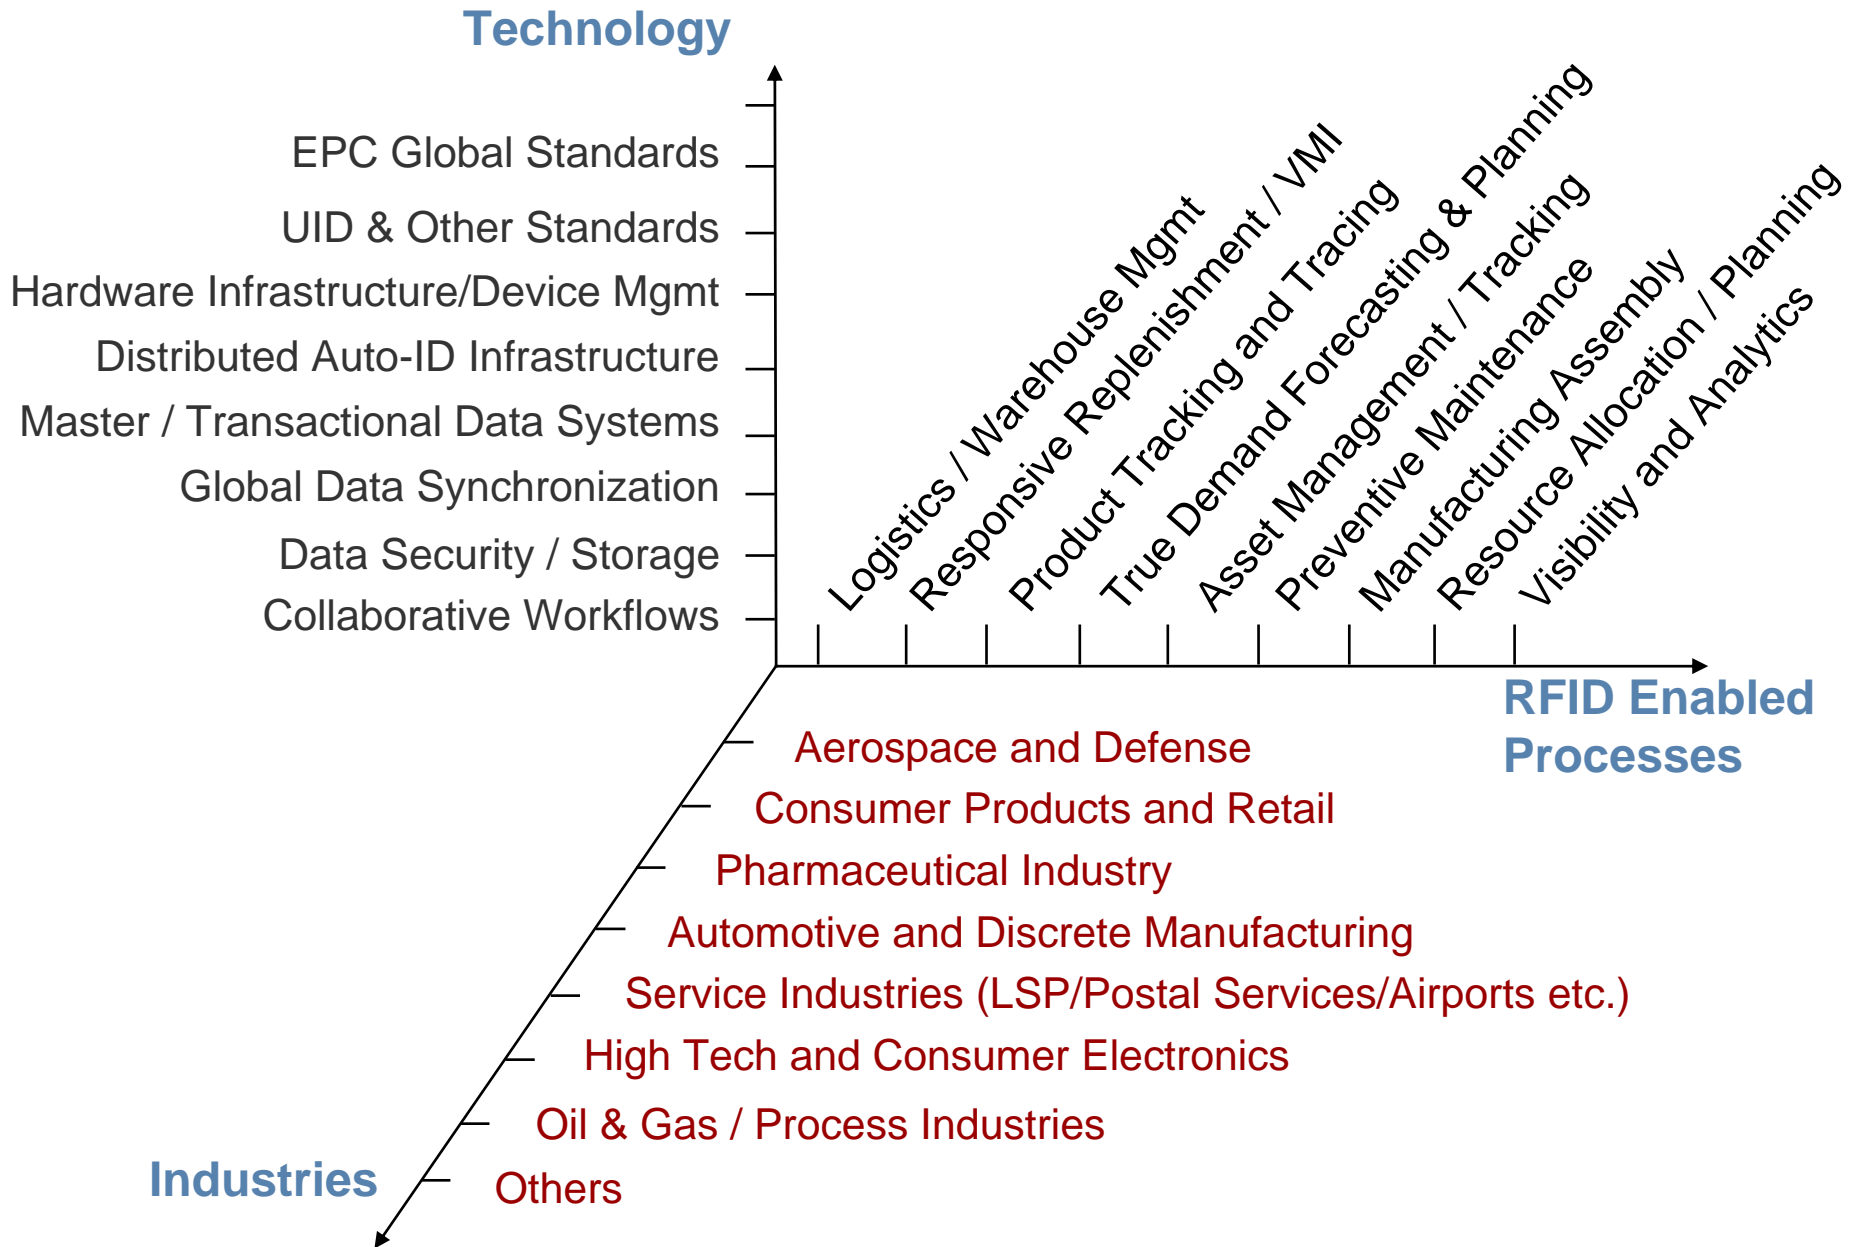 Technology
EPC Global Standards
UID & Other Standards
Hardware Infrastructure/Device Mgmt
Distributed Auto-ID Infrastructure
Master / Transactional Data Systems
Global Data Synchronization
Data Security / Storage
Collaborative Workflows
Logistics / Warehouse Mgmt
Responsive Replenishment / VMI
Product Tracking and Tracing
True Demand Forecasting & Planning
Asset Management / Tracking
Preventive Maintenance
Manufacturing Assembly
Resource Allocation / Planning
Visibility and Analytics
RFID Enabled
Processes
Aerospace and Defense
Consumer Products and Retail
Pharmaceutical Industry
Automotive and Discrete Manufacturing
Service Industries (LSP/Postal Services/Airports etc.)
High Tech and Consumer Electronics
Oil & Gas / Process Industries
Others
Industries